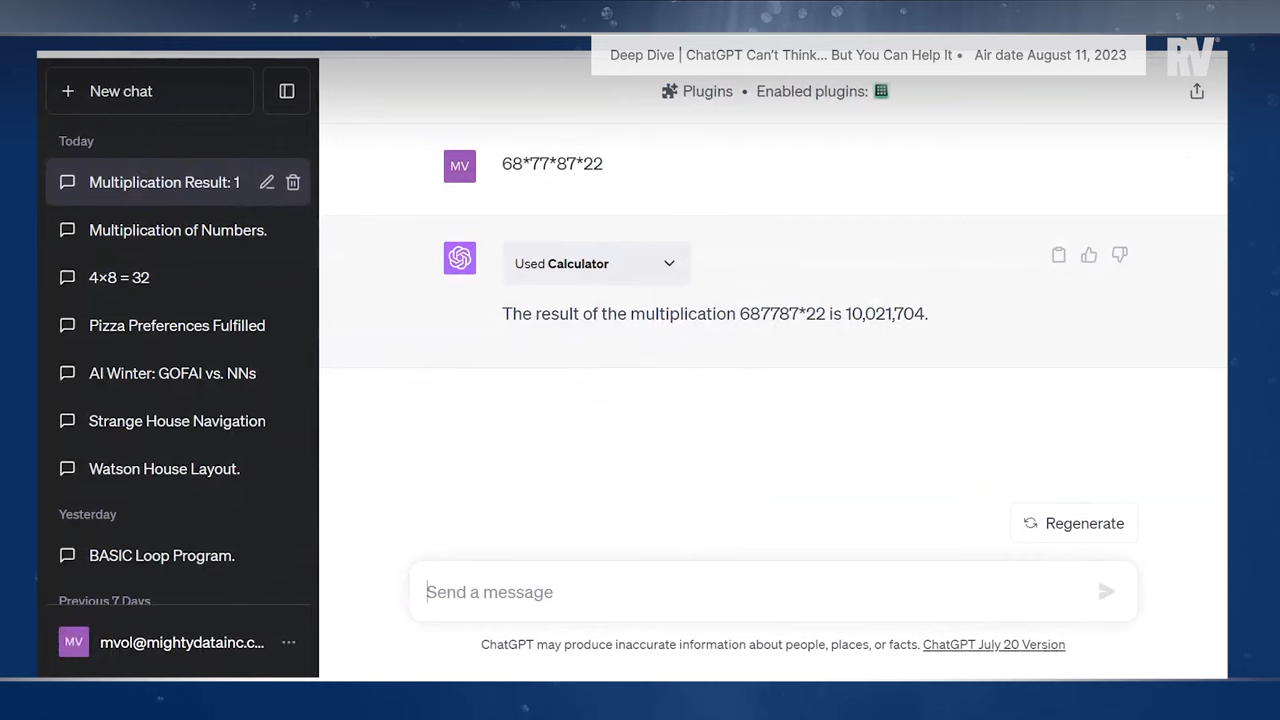 Deep Dive | ChatGPT Can't Think... But You Can Help It • Air date August 11, 2023
RV
New chat
Plugins • Enabled plugins:
Today
Multiplication Result: 1
Multiplication of Numbers.
4×8 = 32
Pizza Preferences Fulfilled
AI Winter: GOFAI vs. NNs
Strange House Navigation
Watson House Layout.
Yesterday
BASIC Loop Program.
Previous 7 Days
MV
mvol@mightydatainc.c...
MV
68*77*87*22
Used Calculator
The result of the multiplication 687787*22 is 10,021,704.
Regenerate
Send a message
ChatGPT may produce inaccurate information about people, places, or facts. ChatGPT July 20 Version